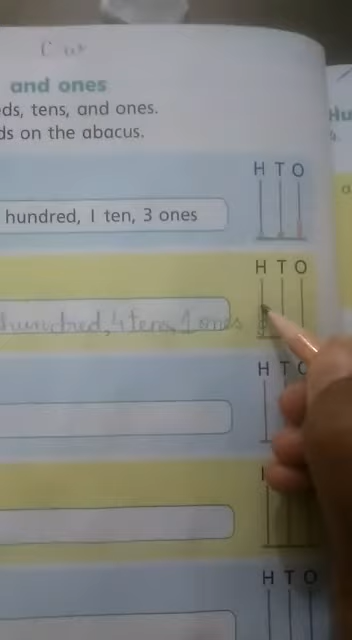 and ones
ds, tens, and ones.
ds on the abacus.
H T O
hundred, 1 ten, 3 ones
H T O
hundred, 4 tens, 1 ones
H T
H T O